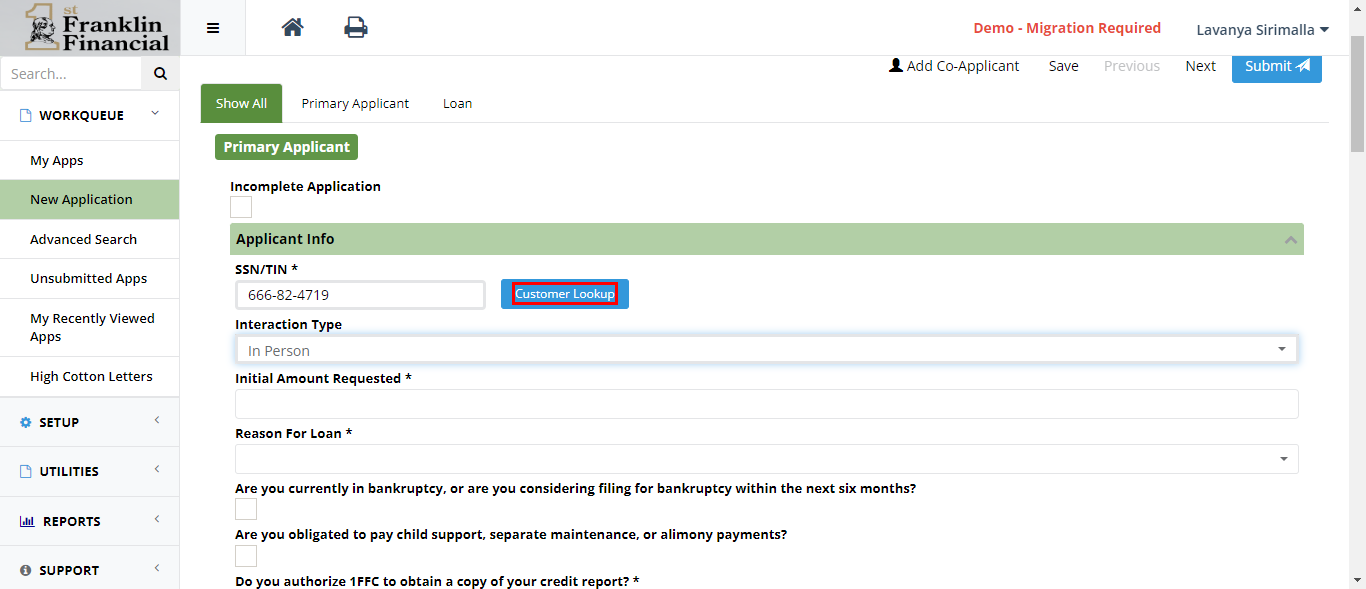 1st Franklin Financial
Demo - Migration Required
Lavanya Sirimalla
Search...
Add Co-Applicant
Save
Previous
Next
Submit
WORKQUEUE
My Apps
New Application
Advanced Search
Unsubmitted Apps
My Recently Viewed
Apps
High Cotton Letters
SETUP
UTILITIES
REPORTS
SUPPORT
Show All
Primary Applicant
Loan
Primary Applicant
Incomplete Application
Applicant Info
SSN/TIN *
666-82-4719
Customer Lookup
Interaction Type
In Person
Initial Amount Requested *
Reason For Loan *
Are you currently in bankruptcy, or are you considering filing for bankruptcy within the next six months?
Are you obligated to pay child support, separate maintenance, or alimony payments?
Do you authorize 1FFC to obtain a copy of your credit report? *